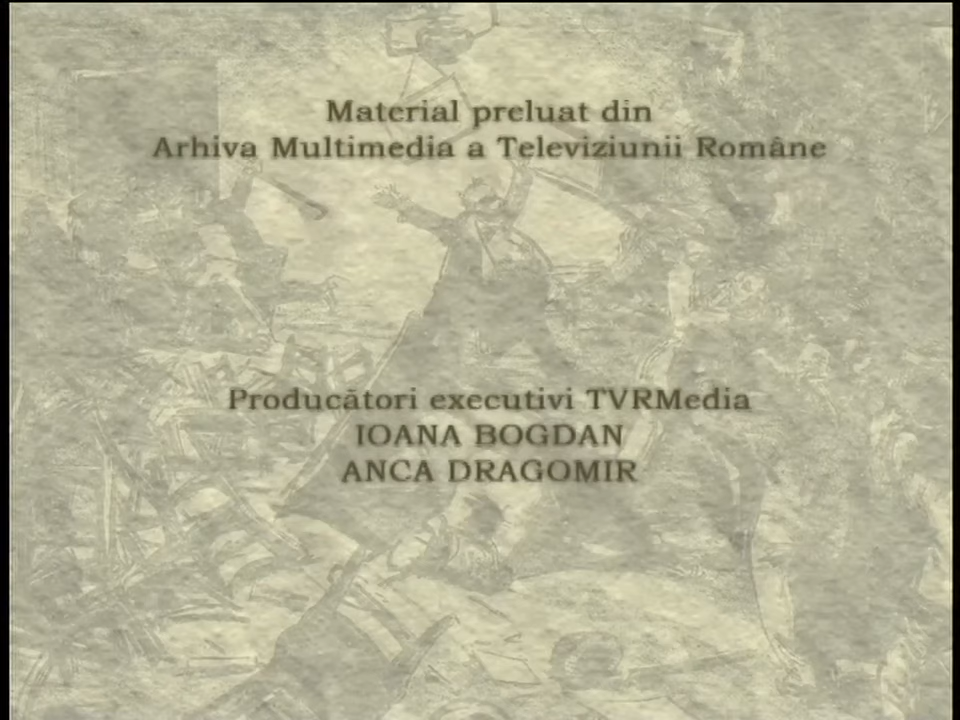 Material preluat din
Arhiva Multimedia a Televiziunii Române
Producători executivi TVRMedia
IOANA BOGDAN
ANCA DRAGOMIR